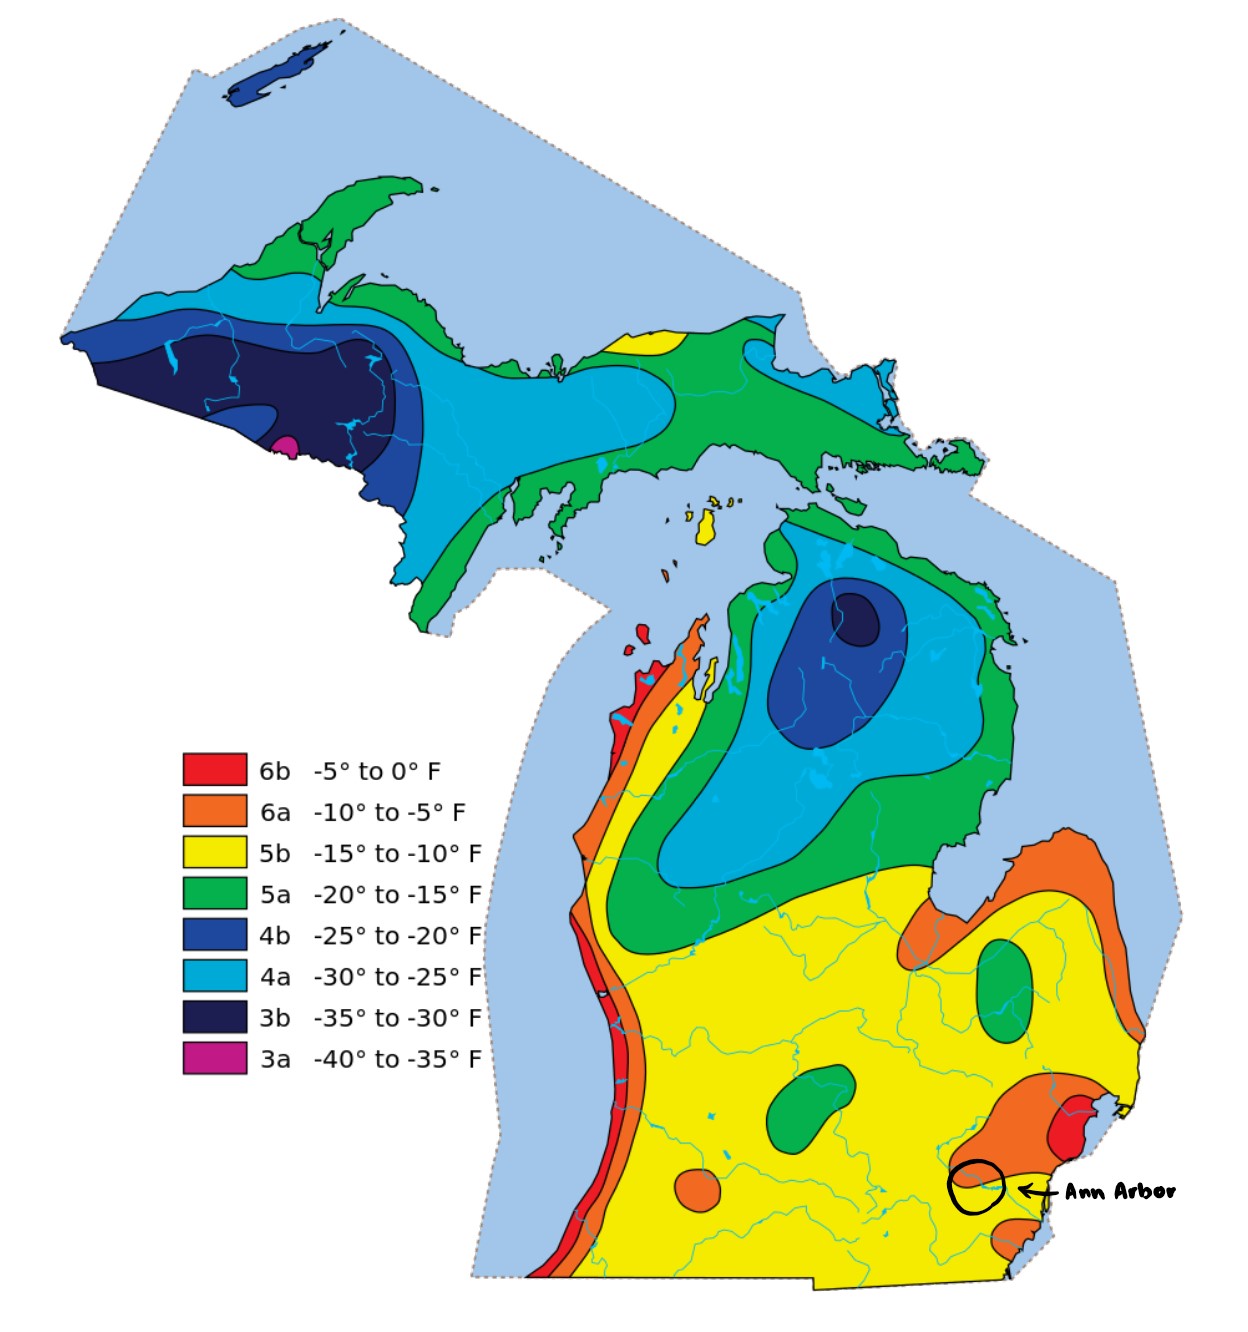 6b -5° to 0° F
6a -10° to -5° F
5b -15° to -10° F
5a -20° to -15° F
4b -25° to -20° F
4a -30° to -25° F
3b -35° to -30° F
3a -40° to -35° F
Ann Arbor